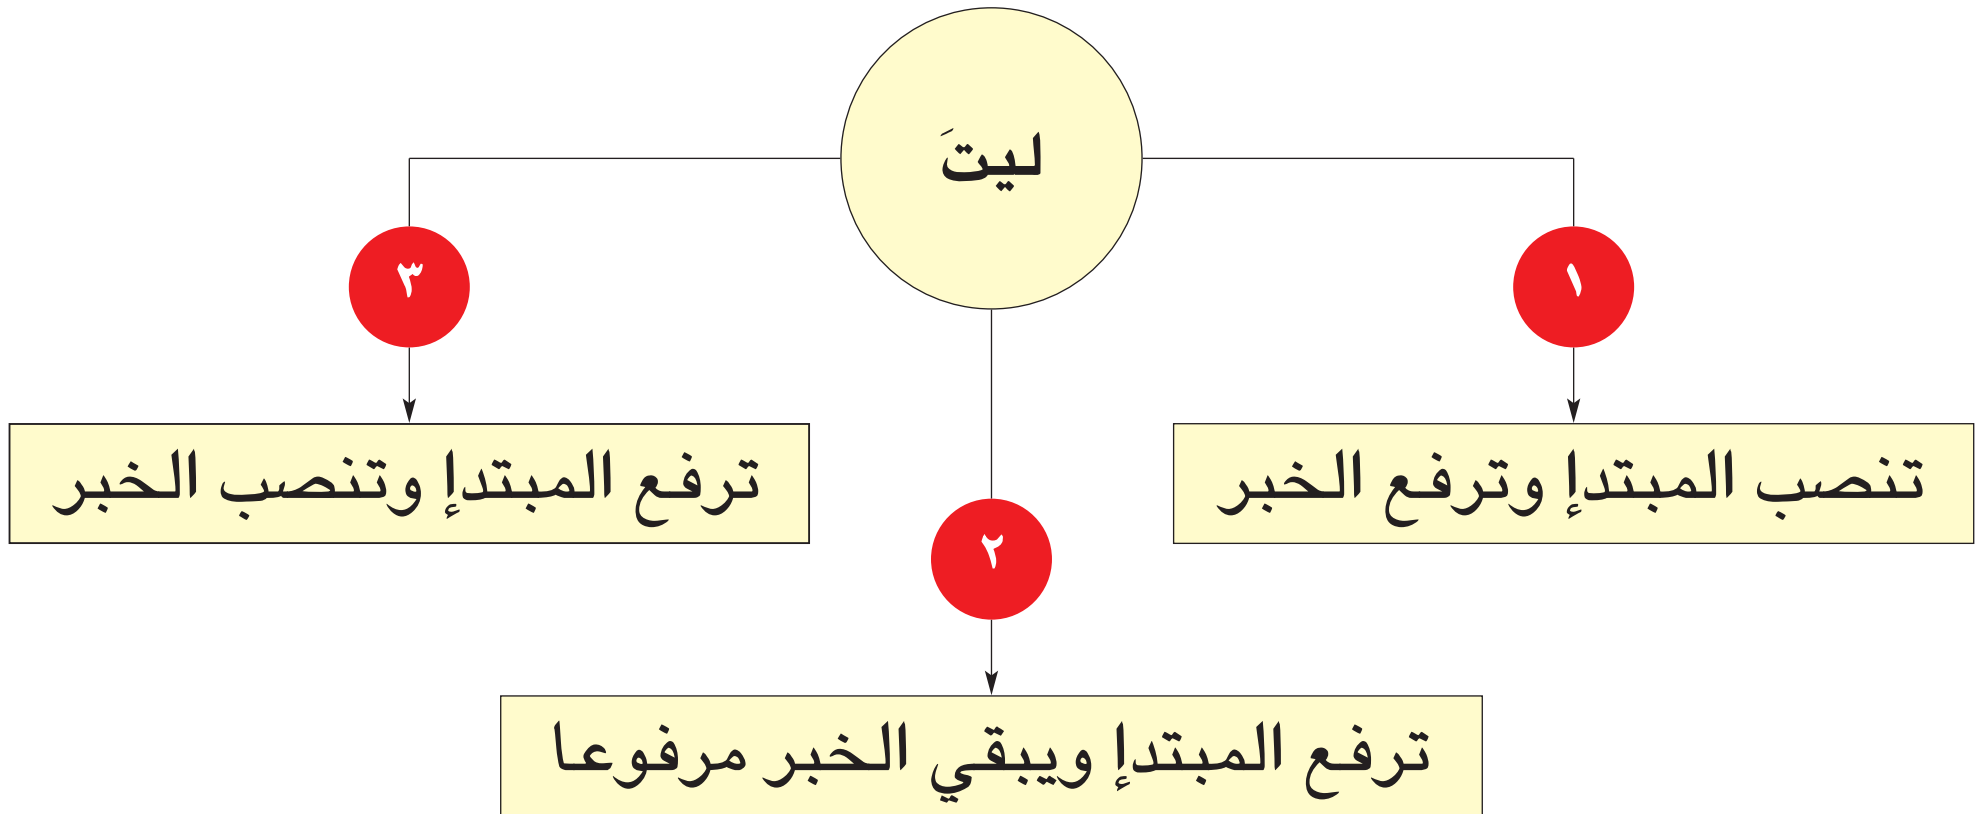 ليتَ
١
تنصب المبتدإ وترفع الخبر
٢
ترفع المبتدإ ويبقي الخبر مرفوعا
٣
ترفع المبتدإ وتنصب الخبر